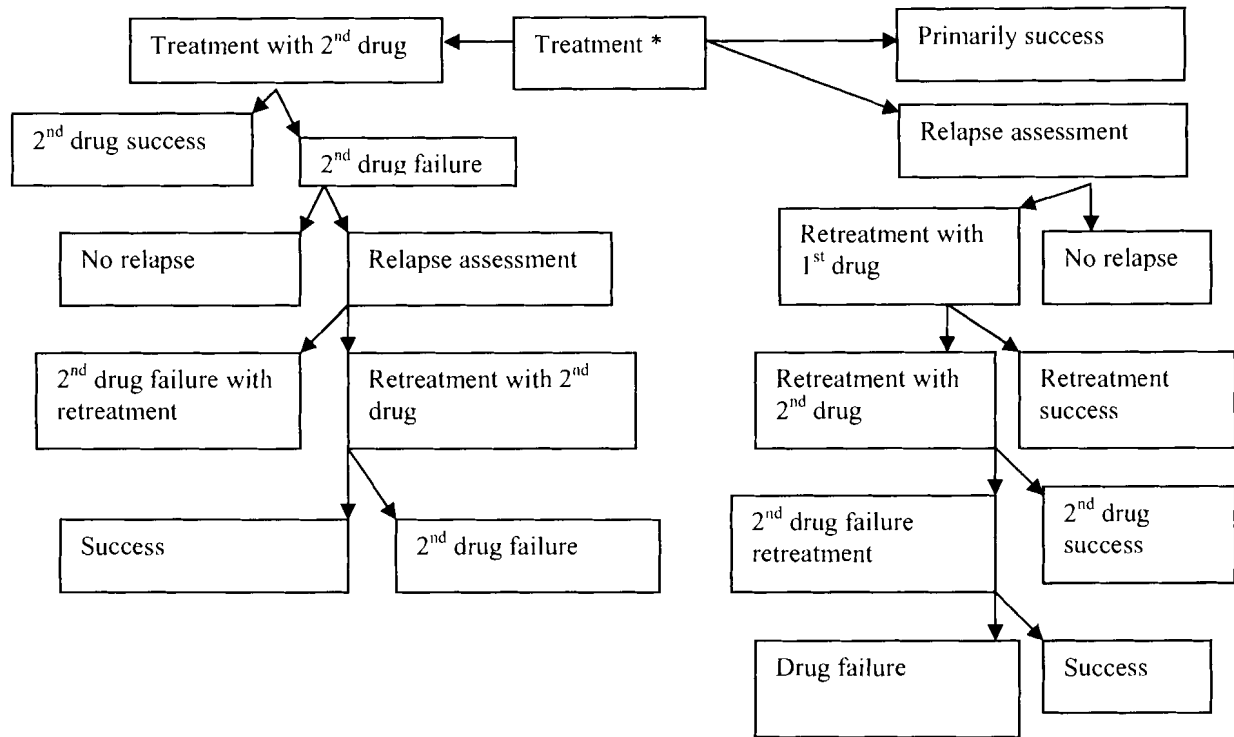 Treatment with 2nd drug
Treatment *
Primarily success
2nd drug success
2nd drug failure
Relapse assessment
No relapse
Relapse assessment
Retreatment with
1st drug
No relapse
2nd drug failure with
retreatment
Retreatment with 2nd
drug
Retreatment with
2nd drug
Retreatment
success
Success
2nd drug failure
2nd drug failure
retreatment
2nd drug
success
Drug failure
Success